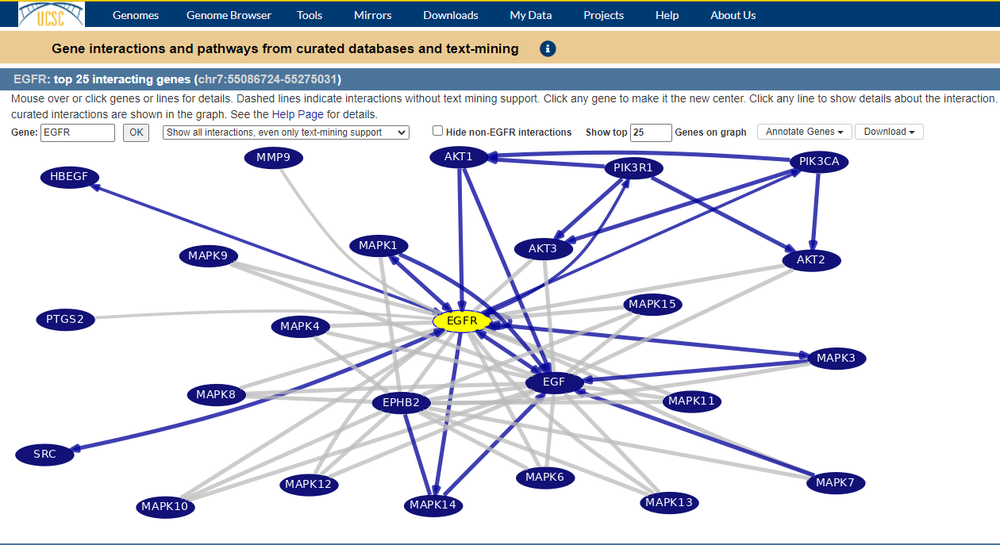 UCSC Genomes Genome Browser Tools Mirrors Downloads My Data Projects Help About Us
Gene interactions and pathways from curated databases and text-mining i
EGFR: top 25 interacting genes (chr7:55086724-55275031)
Mouse over or click genes or lines for details. Dashed lines indicate interactions without text mining support. Click any gene to make it the new center. Click any line to show details about the interaction.
curated interactions are shown in the graph. See the Help Page for details.
Gene: EGFR OK Show all interactions, even only text-mining support Hide non-EGFR interactions Show top 25 Genes on graph Annotate Genes Download
MMP9 AKT1 PIK3R1 PIK3CA
HBEGF
MAPK1 AKT3
MAPK9 AKT2
MAPK15
PTGS2 MAPK4 EGFR
MAPK3
EGF
MAPK8 EPHB2 MAPK11
SRC
MAPK12 MAPK6 MAPK7
MAPK10 MAPK14 MAPK13